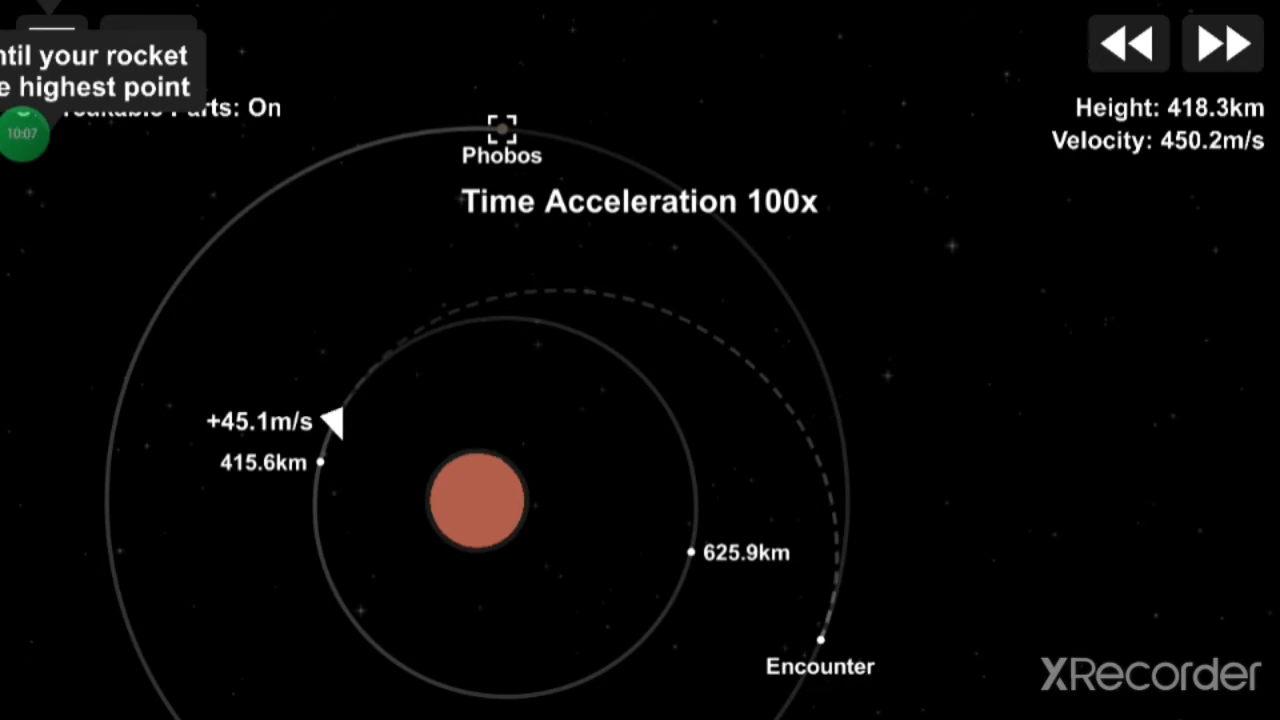 ntil your rocket
e highest point
arts: On
10:07
Height: 418.3km
Velocity: 450.2m/s
Phobos
Time Acceleration 100x
+45.1m/s
415.6km
625.9km
Encounter
XRecorder